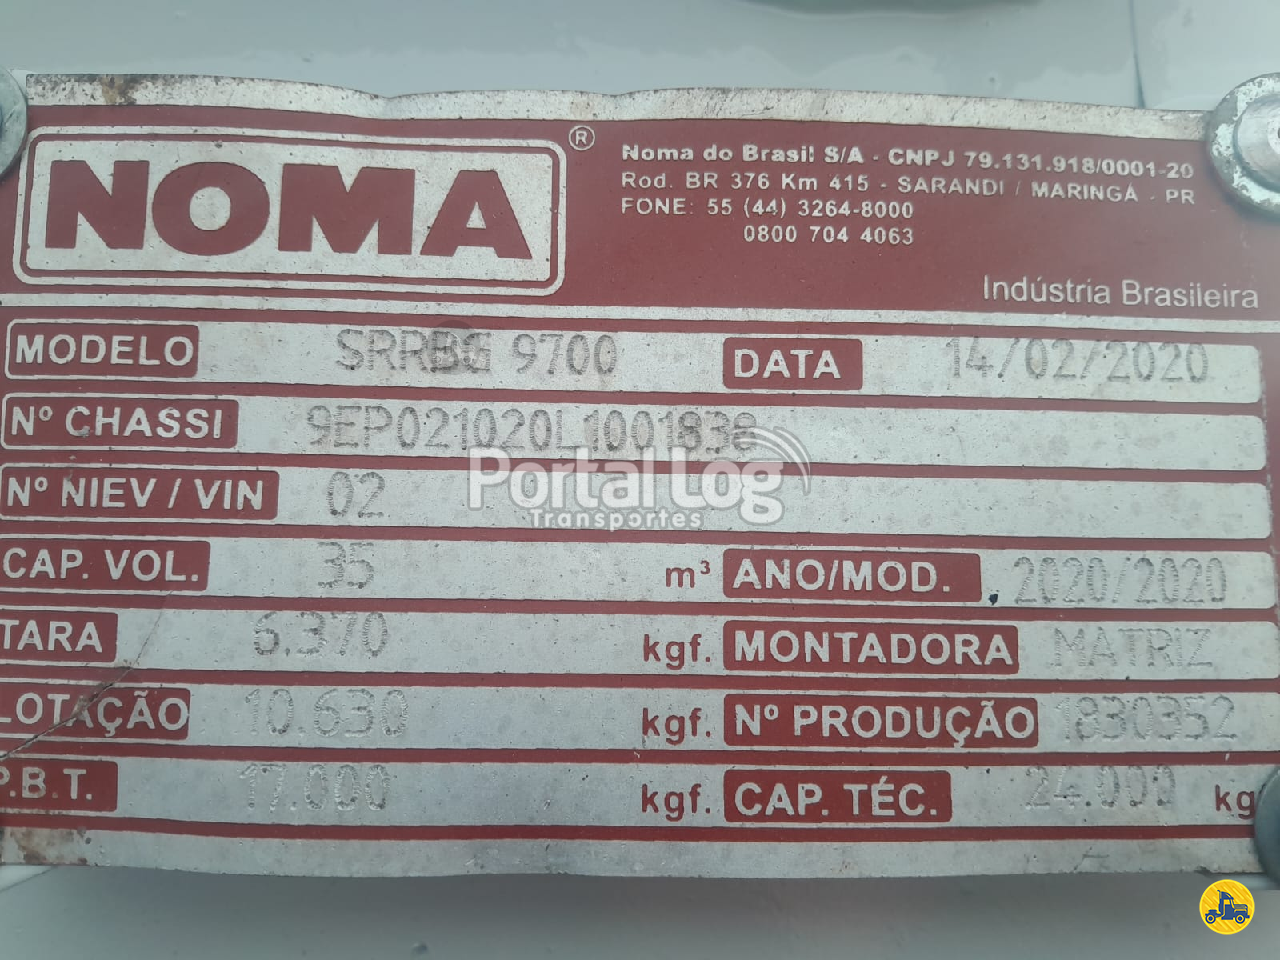 NOMA®
Noma do Brasil S/A - CNPJ 79.131.918/0001-20
Rod. BR 376 Km 415 - SARANDI / MARINGÁ - PR
FONE: 55 (44) 3264-8000
0800 704 4063
Indústria Brasileira
MODELO SRRBG 9700 DATA 14/02/2020
Nº CHASSI 9EP021020L1001838
Nº NIEV / VIN 02
Portal Log
Transportes
CAP. VOL. 35 m³ ANO/MOD. 2020/2020
TARA 6.370 kgf. MONTADORA MATRIZ
LOTAÇÃO 10.630 kgf. Nº PRODUÇÃO 1830352
P.B.T. 17.000 kgf. CAP. TÉC. 24.000 kg